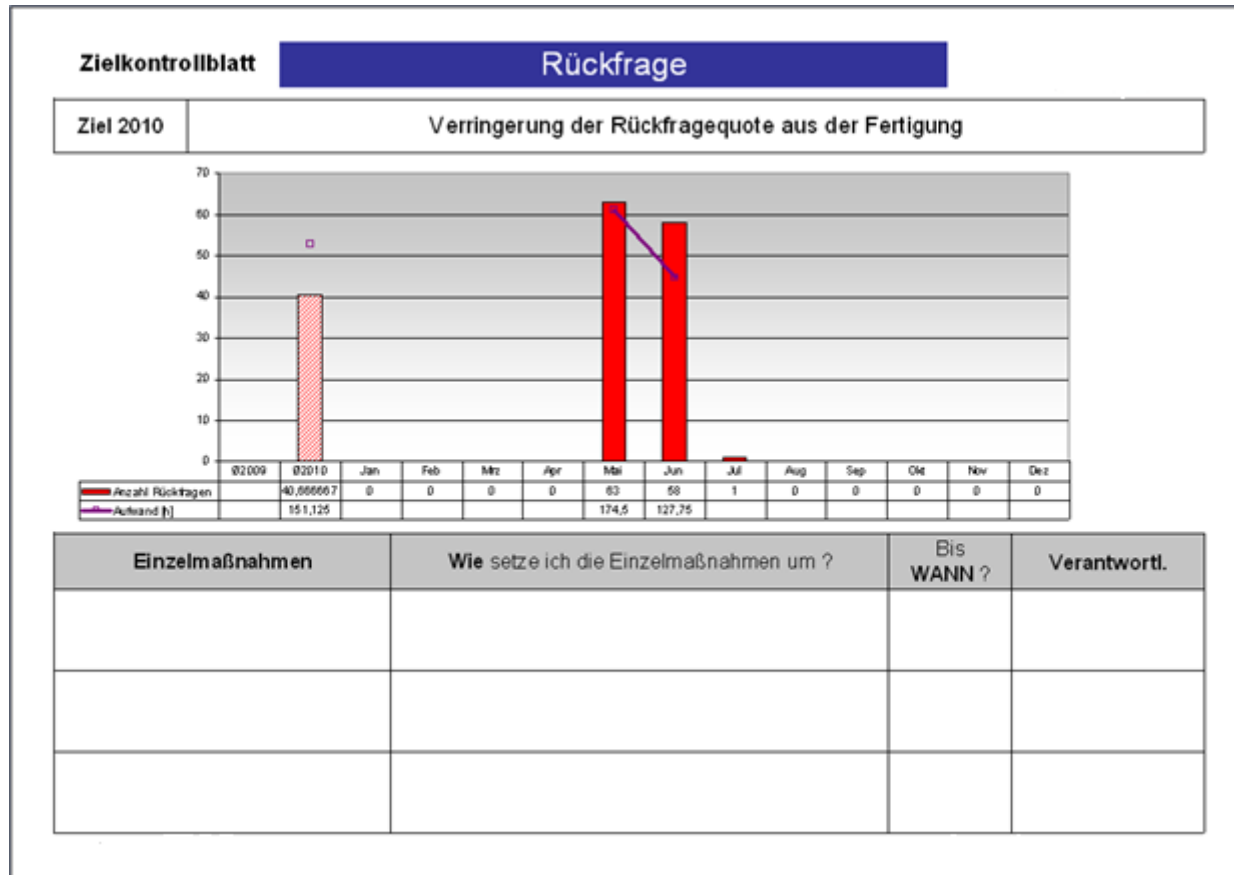 Zielkontrollblatt Rückfrage
Ziel 2010 Verringerung der Rückfragequote aus der Fertigung
70
60
50
40
30
20
10
0
Ø2009 Ø2010 Jan Feb Mrz Apr Mai Jun Jul Aug Sep Okt Nov Dez
Anzahl Rückfragen 40,666667 0 0 0 0 63 58 1 0 0 0 0 0
Aufwand [h] 151,125 174,5 127,75
Einzelmaßnahmen Wie setze ich die Einzelmaßnahmen um ? Bis Verantwortl.
WANN ?